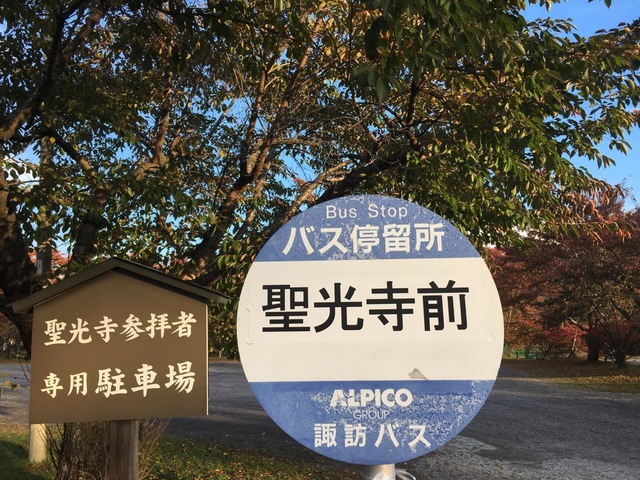 聖光寺参拝者
専用駐車場
Bus Stop
バス停留所
聖光寺前
ALPICO
GROUP
諏訪バス